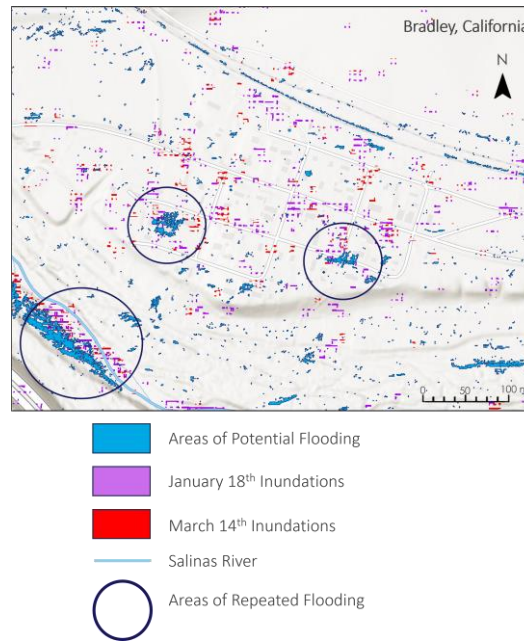 Bradley, California
N
0 50 100
Areas of Potential Flooding
January 18th Inundations
March 14th Inundations
Salinas River
Areas of Repeated Flooding